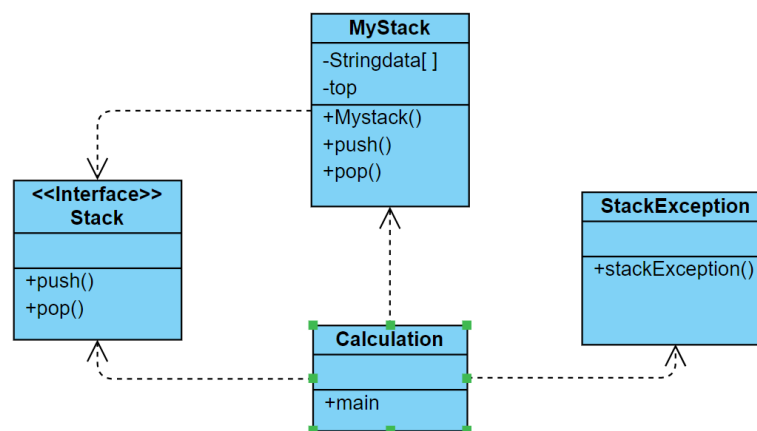 MyStack
-Stringdata[ ]
-top
+Mystack()
+push()
+pop()
<<Interface>>
Stack
+push()
+pop()
StackException
+stackException()
Calculation
+main